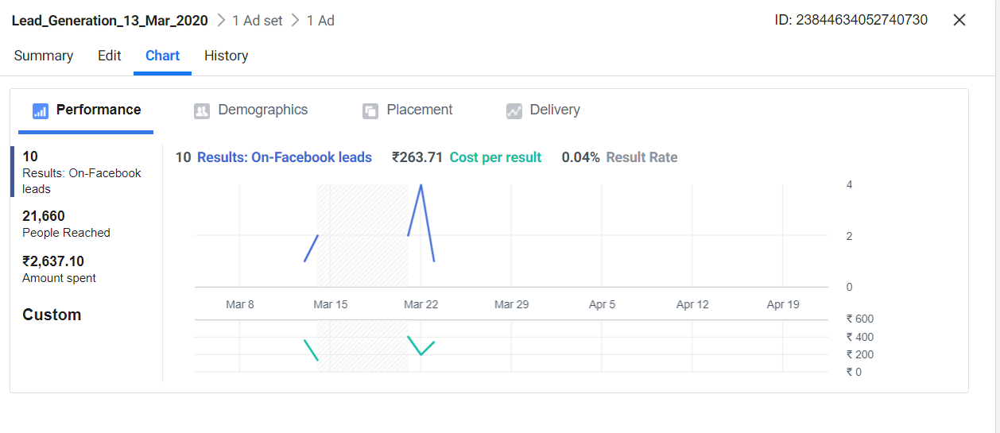 Lead_Generation_13_Mar_2020 > 1 Ad set > 1 Ad
ID: 23844634052740730
Summary Edit Chart History
Performance Demographics Placement Delivery
10
Results: On-Facebook
leads
21,660
People Reached
₹2,637.10
Amount spent
Custom
10 Results: On-Facebook leads ₹263.71 Cost per result 0.04% Result Rate
4
2
0
Mar 8 Mar 15 Mar 22 Mar 29 Apr 5 Apr 12 Apr 19
₹ 600
₹ 400
₹ 200
₹ 0